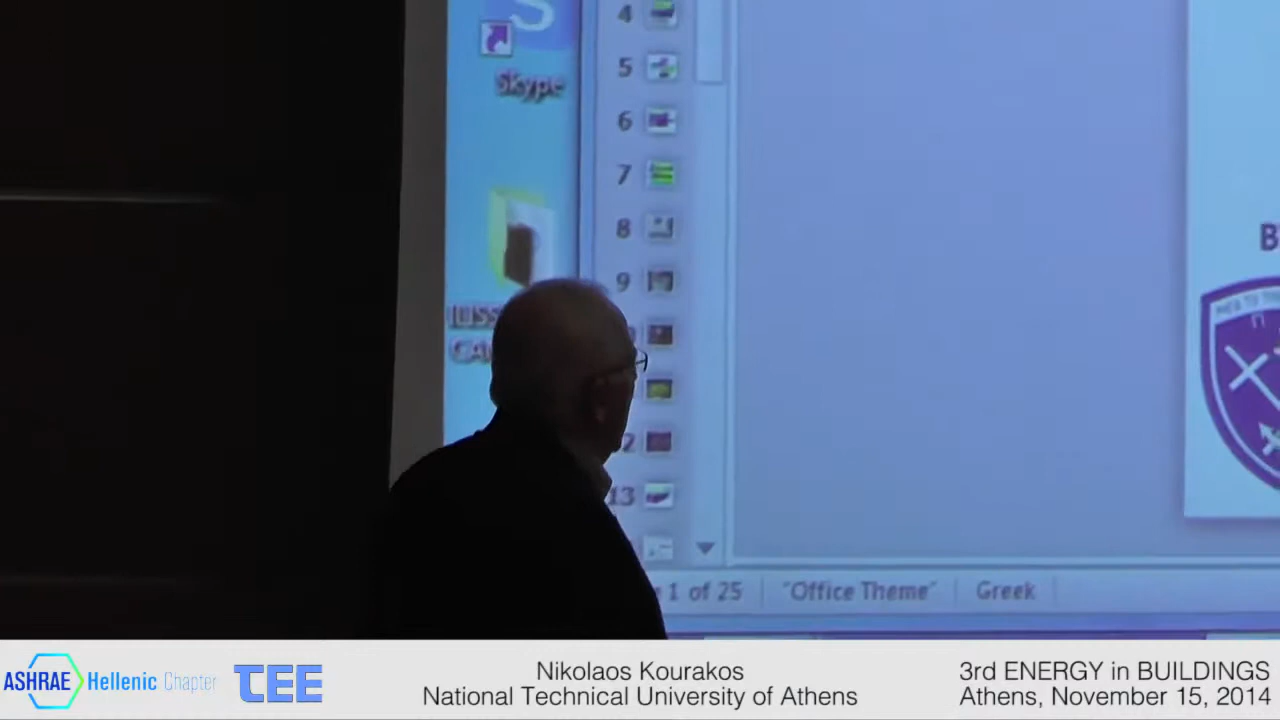 4
5
Skype
6
7
8
9
12
13
1 of 25
"Office Theme"
Greek
ASHRAE Hellenic Chapter
TEE
Nikolaos Kourakos
National Technical University of Athens
3rd ENERGY in BUILDINGS
Athens, November 15, 2014